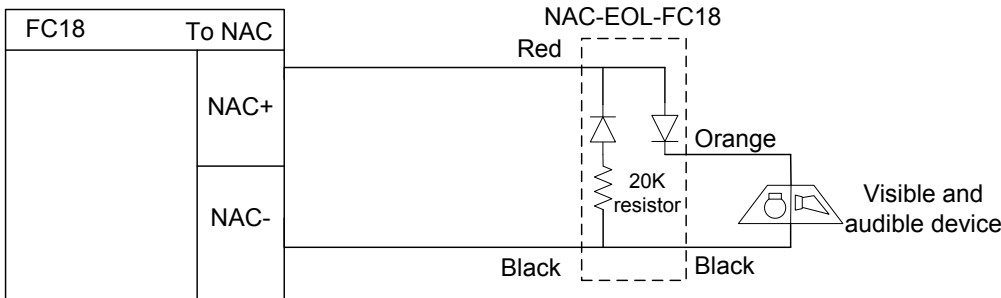 NAC-EOL-FC18
FC18
To NAC
Red
NAC+
Orange
20K
resistor
Visible and
audible device
NAC-
Black
Black